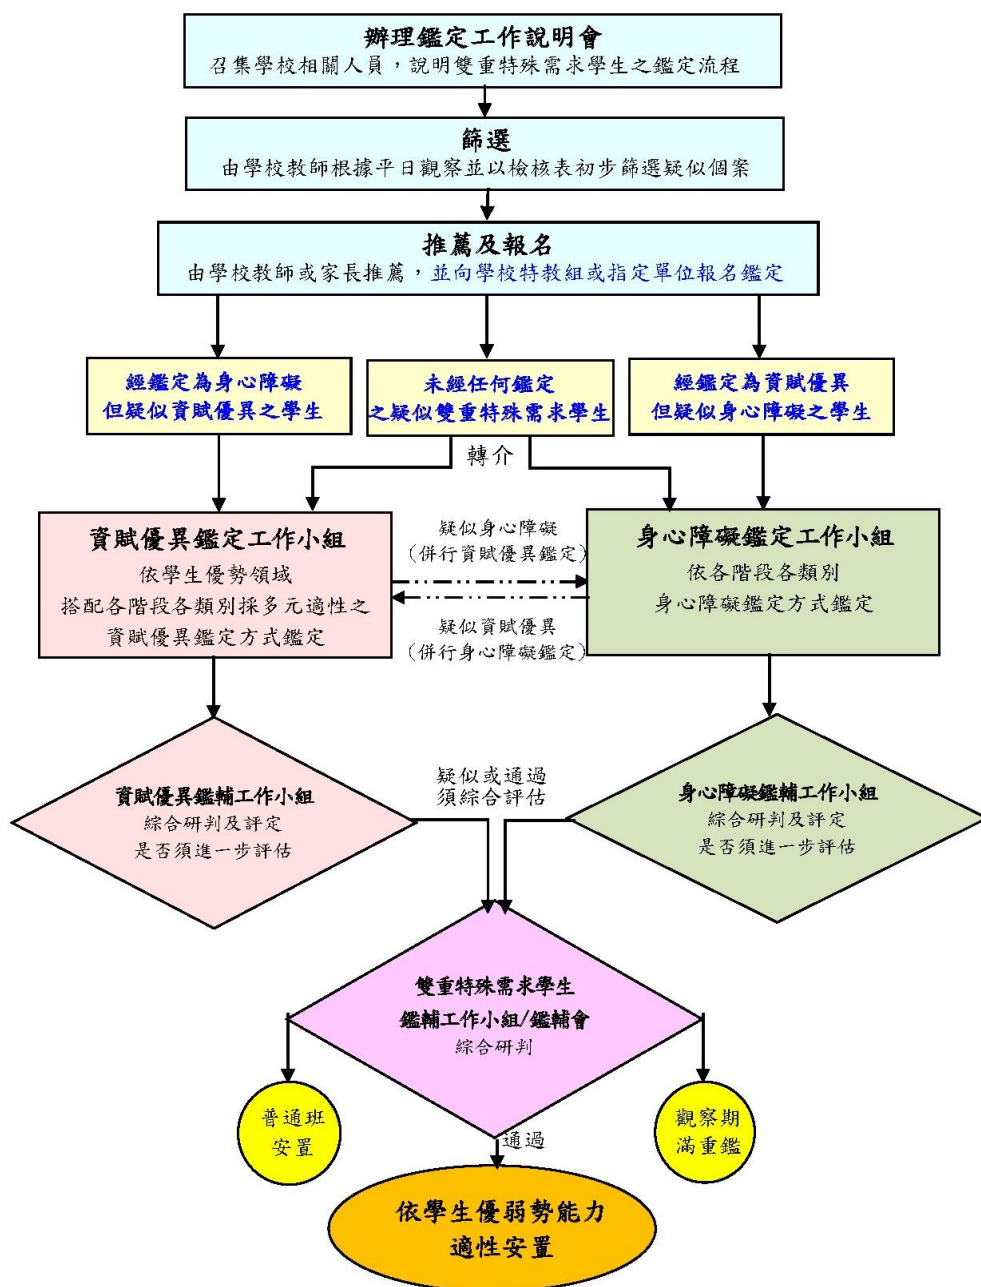 辦理鑑定工作說明會
召集學校相關人員，說明雙重特殊需求學生之鑑定流程
篩選
由學校教師根據平日觀察並以檢核表初步篩選疑似個案
推薦及報名
由學校教師或家長推薦，並向學校特教組或指定單位報名鑑定
經鑑定為身心障礙
但疑似資賦優異之學生
未經任何鑑定
之疑似雙重特殊需求學生
經鑑定為資賦優異
但疑似身心障礙之學生
轉介
資賦優異鑑定工作小組
依學生優勢領域
搭配各階段各類別採多元適性之
資賦優異鑑定方式鑑定
疑似身心障礙
(併行資賦優異鑑定)
疑似資賦優異
(併行身心障礙鑑定)
身心障礙鑑定工作小組
依各階段各類別
身心障礙鑑定方式鑑定
資賦優異鑑輔工作小組
綜合研判及評定
是否須進一步評估
疑似或通過
須綜合評估
身心障礙鑑輔工作小組
綜合研判及評定
是否須進一步評估
雙重特殊需求學生
鑑輔工作小組/鑑輔會
綜合研判
普通班
安置
觀察期
滿重鑑
通過
依學生優弱勢能力
適性安置